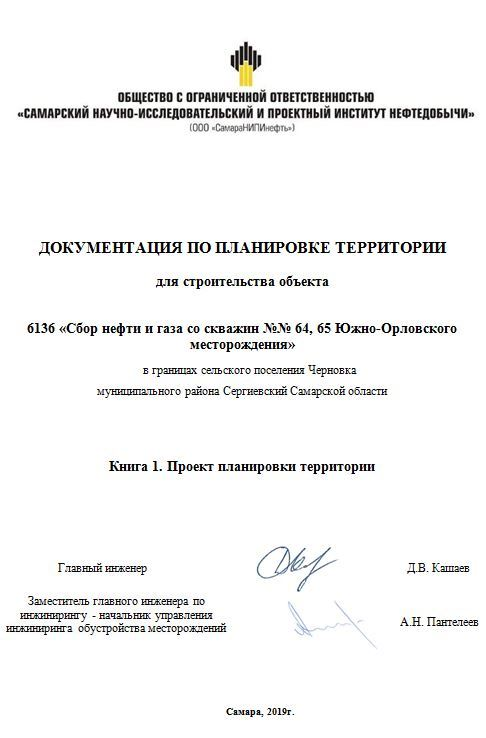 ОБЩЕСТВО С ОГРАНИЧЕННОЙ ОТВЕТСТВЕННОСТЬЮ
«САМАРСКИЙ НАУЧНО-ИССЛЕДОВАТЕЛЬСКИЙ И ПРОЕКТНЫЙ ИНСТИТУТ НЕФТЕДОБЫЧИ»
(ООО «СамараНИПИнефть»)
ДОКУМЕНТАЦИЯ ПО ПЛАНИРОВКЕ ТЕРРИТОРИИ
для строительства объекта
6136 «Сбор нефти и газа со скважин №№ 64, 65 Южно-Орловского
месторождения»
в границах сельского поселения Черновка
муниципального района Сергиевский Самарской области
Книга 1. Проект планировки территории
Главный инженер
Д.В. Кашаев
Заместитель главного инженера по
инжинирингу - начальник управления
инжиниринга обустройства месторождений
А.Н. Пантелеев
Самара, 2019г.